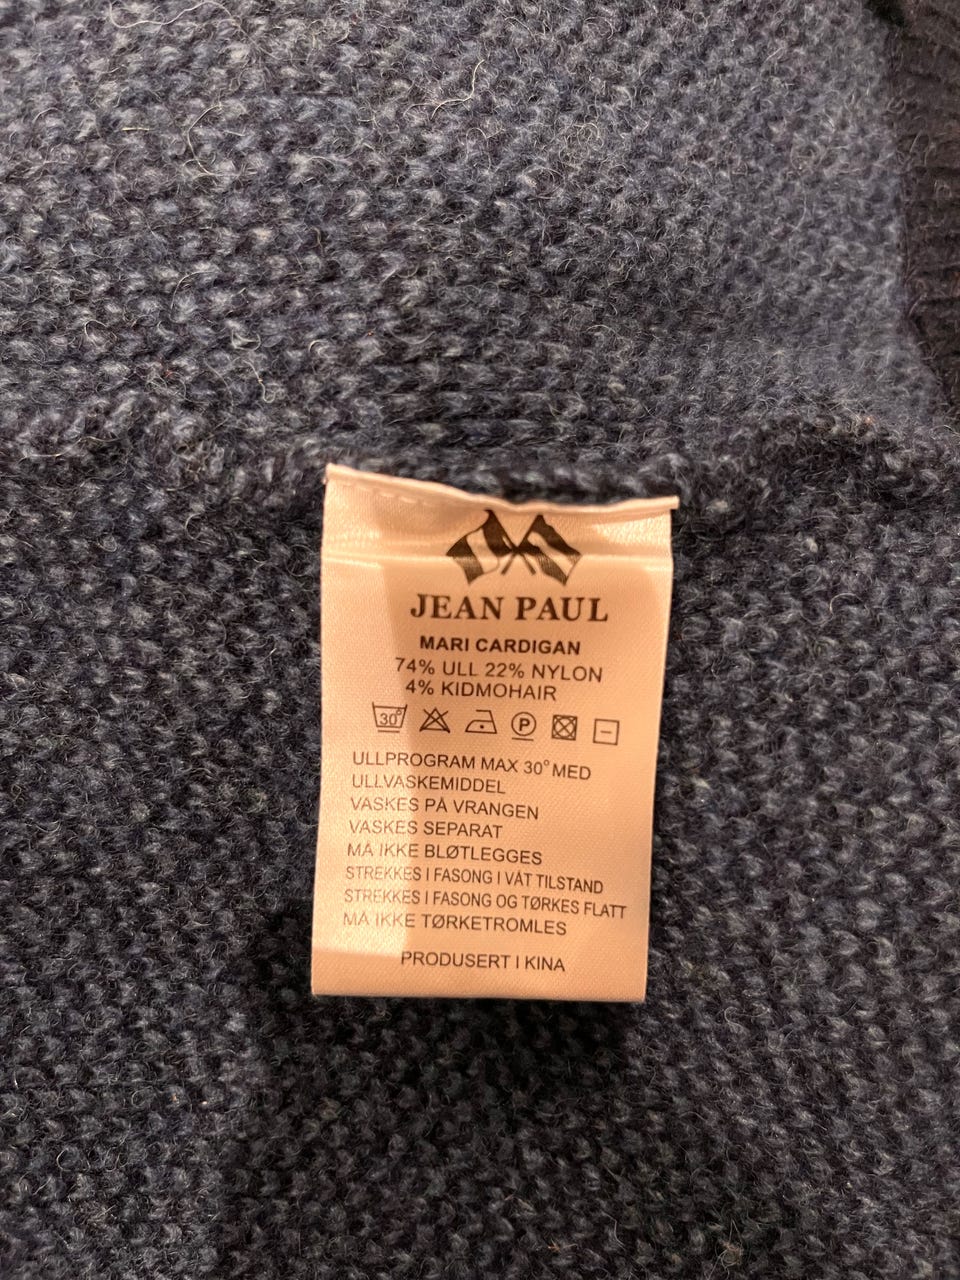 JEAN PAUL
MARI CARDIGAN
74% ULL 22% NYLON
4% KIDMOHAIR
30° P
ULLPROGRAM MAX 30° MED
ULLVASKEMIDDEL
VASKES PÅ VRANGEN
VASKES SEPARAT
MÅ IKKE BLØTLEGGES
STREKKES I FASONG I VÅT TILSTAND
STREKKES I FASONG OG TØRKES FLATT
MÅ IKKE TØRKETROMLES
PRODUSERT I KINA